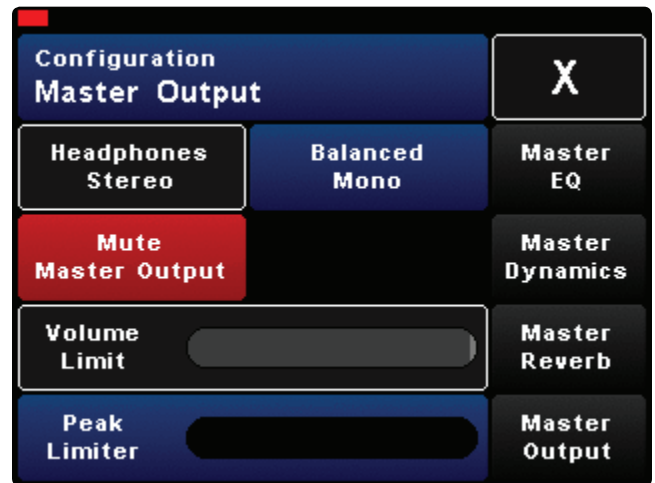 Configuration
Master Output
X
Headphones
Stereo
Balanced
Mono
Master
EQ
Mute
Master Output
Master
Dynamics
Volume
Limit
Master
Reverb
Peak
Limiter
Master
Output